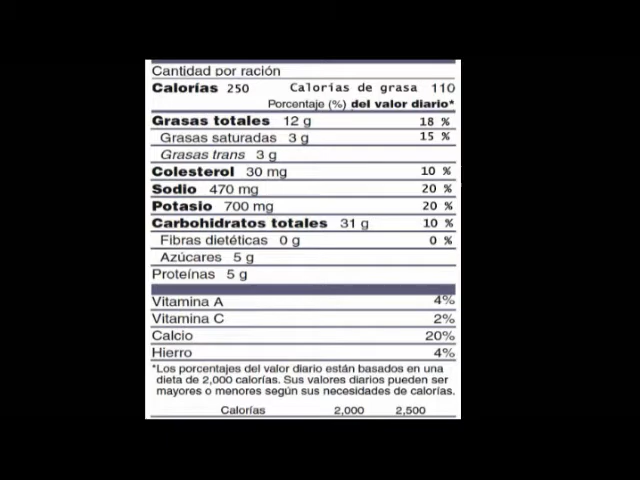 Cantidad por ración
Calorías 250 Calorías de grasa 110
Porcentaje (%) del valor diario*
Grasas totales 12 g 18 %
Grasas saturadas 3 g 15 %
Grasas trans 3 g
Colesterol 30 mg 10 %
Sodio 470 mg 20 %
Potasio 700 mg 20 %
Carbohidratos totales 31 g 10 %
Fibras dietéticas 0 g 0 %
Azúcares 5 g
Proteínas 5 g
Vitamina A 4%
Vitamina C 2%
Calcio 20%
Hierro 4%
*Los porcentajes del valor diario están basados en una
dieta de 2,000 calorías. Sus valores diarios pueden ser
mayores o menores según sus necesidades de calorías.
Calorías 2,000 2,500